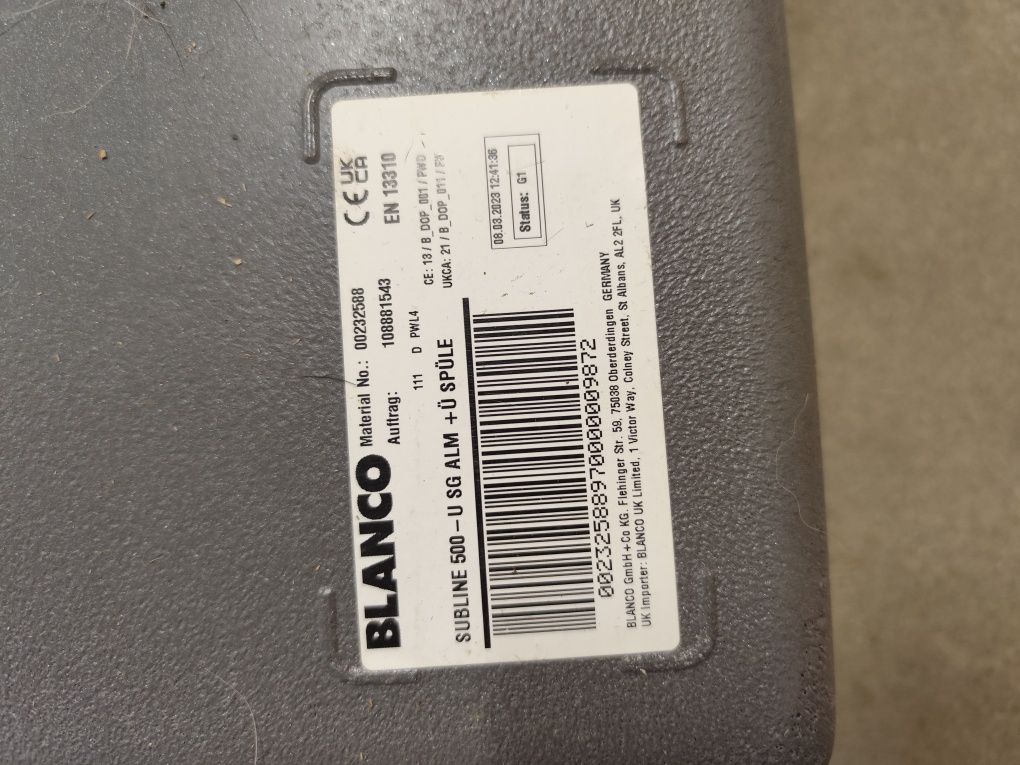 BLANCO
Material No.: 00232588
Auftrag: 108881543
CE UK CA
EN 13310
111 D PWL4
CE: 13 / B_DOP_001 / PWD
UKCA: 21 / B_DOP_011 /
SUBLINE 500-U SG ALM +Ü SPÜLE
08.03.2023 12:41:36
Status: G1
00232588970000009872
BLANCO GmbH+Co KG. Flehinger Str. 59, 75038 Oberderdingen GERMANY
UK Importer: BLANCO UK Limited, 1 Victor Way, Colney Street, St Albans, AL2 2FL, UK